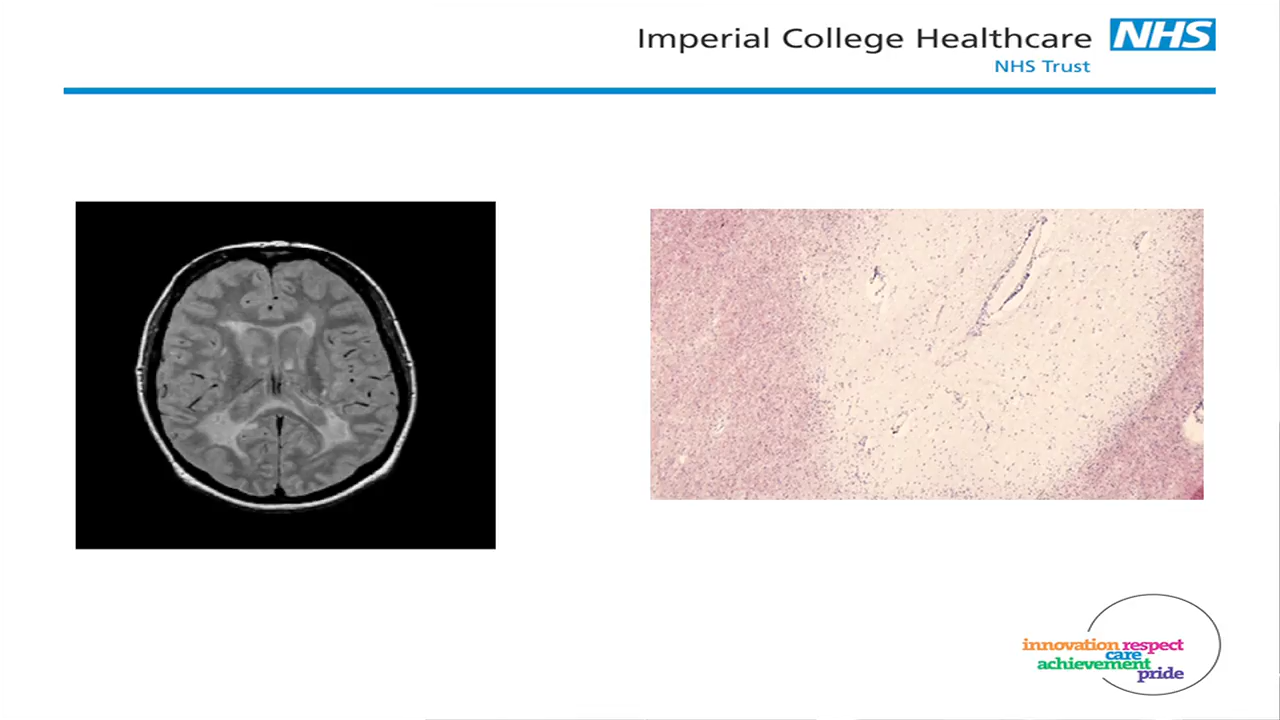 Imperial College Healthcare NHS
NHS Trust
innovation respect
care
achievement
pride